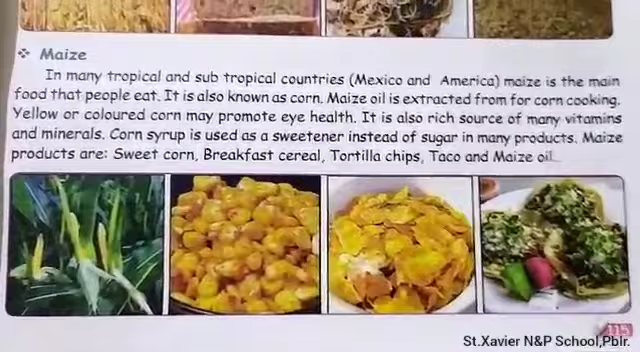 ❖ Maize
In many tropical and sub tropical countries (Mexico and America) maize is the main
food that people eat. It is also known as corn. Maize oil is extracted from for corn cooking.
Yellow or coloured corn may promote eye health. It is also rich source of many vitamins
and minerals. Corn syrup is used as a sweetener instead of sugar in many products. Maize
products are: Sweet corn, Breakfast cereal, Tortilla chips, Taco and Maize oil.
115
St.Xavier N&P School,Pblr.